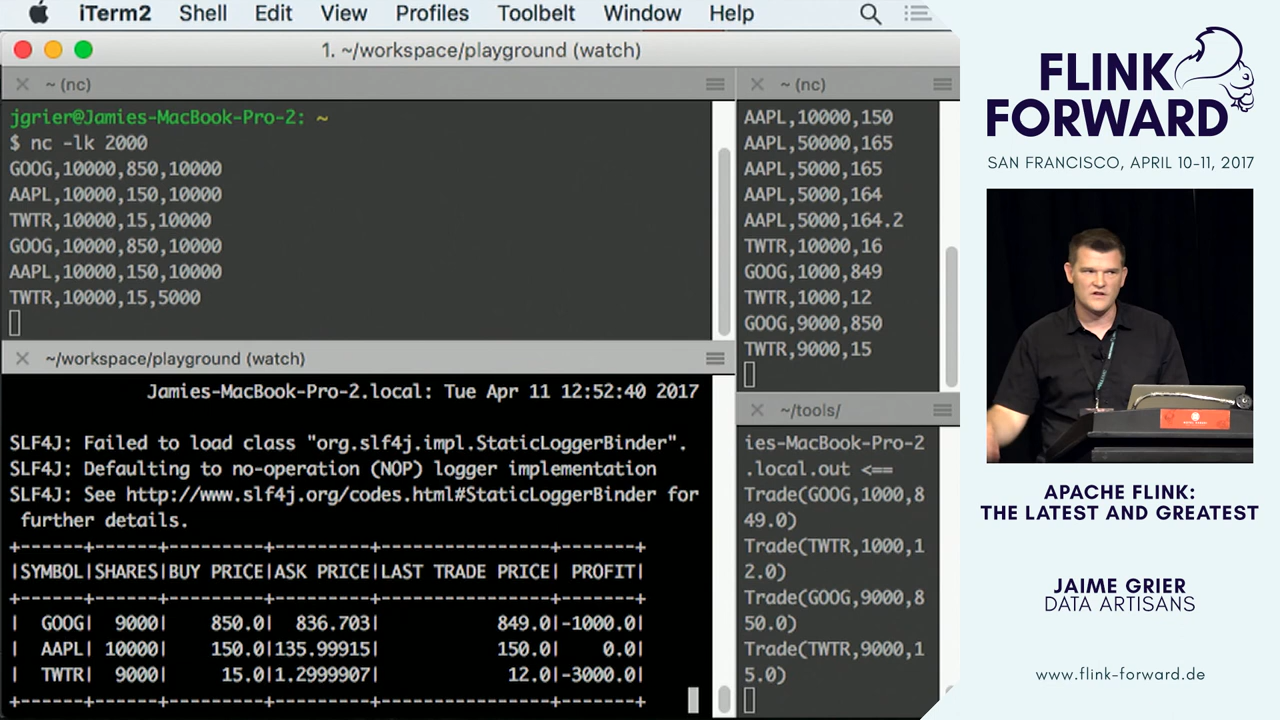 iTerm2 Shell Edit View Profiles Toolbelt Window Help
1. ~/workspace/playground (watch)
~ (nc)
jgrier@Jamies-MacBook-Pro-2: ~
$ nc -lk 2000
GOOG,10000,850,10000
AAPL,10000,150,10000
TWTR,10000,15,10000
GOOG,10000,850,10000
AAPL,10000,150,10000
TWTR,10000,15,5000
~ (nc)
AAPL,10000,150
AAPL,50000,165
AAPL,5000,165
AAPL,5000,164
AAPL,5000,164.2
TWTR,10000,16
GOOG,1000,849
TWTR,1000,12
GOOG,9000,850
TWTR,9000,15
~/workspace/playground (watch)
Jamies-MacBook-Pro-2.local: Tue Apr 11 12:52:40 2017
SLF4J: Failed to load class "org.slf4j.impl.StaticLoggerBinder".
SLF4J: Defaulting to no-operation (NOP) logger implementation
SLF4J: See http://www.slf4j.org/codes.html#StaticLoggerBinder for
further details.
+------+------+---------+---------+----------------+-------+
|SYMBOL|SHARES|BUY PRICE|ASK PRICE|LAST TRADE PRICE| PROFIT|
+------+------+---------+---------+----------------+-------+
|  GOOG|  9000|    850.0|  836.703|           849.0|-1000.0|
|  AAPL| 10000|    150.0|135.99915|           150.0|    0.0|
|  TWTR|  9000|     15.0|1.2999907|            12.0|-3000.0|
+------+------+---------+---------+----------------+-------+
~/tools/
ies-MacBook-Pro-2
.local.out <==
Trade(GOOG,1000,8
49.0)
Trade(TWTR,1000,1
2.0)
Trade(GOOG,9000,8
50.0)
Trade(TWTR,9000,1
5.0)
FLINK
FORWARD
SAN FRANCISCO, APRIL 10-11, 2017
APACHE FLINK:
THE LATEST AND GREATEST
JAIME GRIER
DATA ARTISANS
www.flink-forward.de